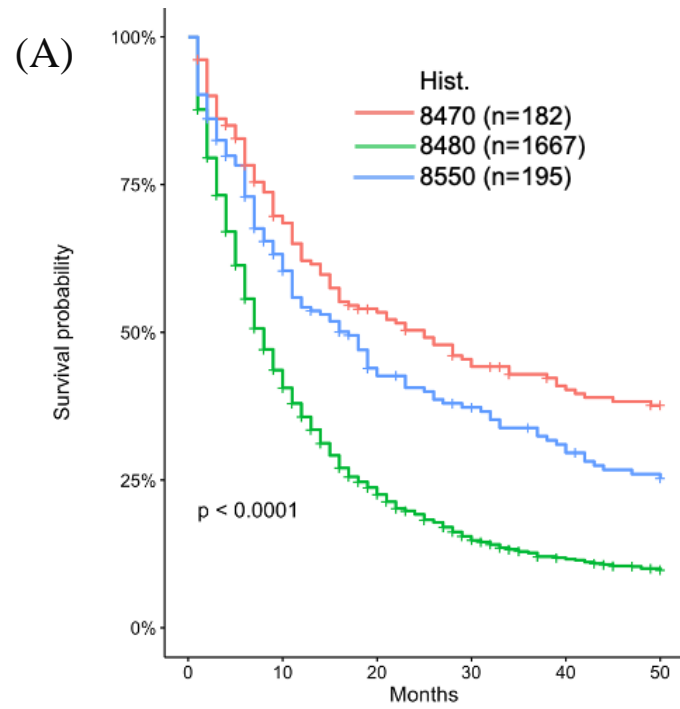 (A)
100%
75%
50%
25%
0%
Survival probability
Hist.
8470 (n=182)
8480 (n=1667)
8550 (n=195)
p < 0.0001
0 10 20 30 40 50
Months